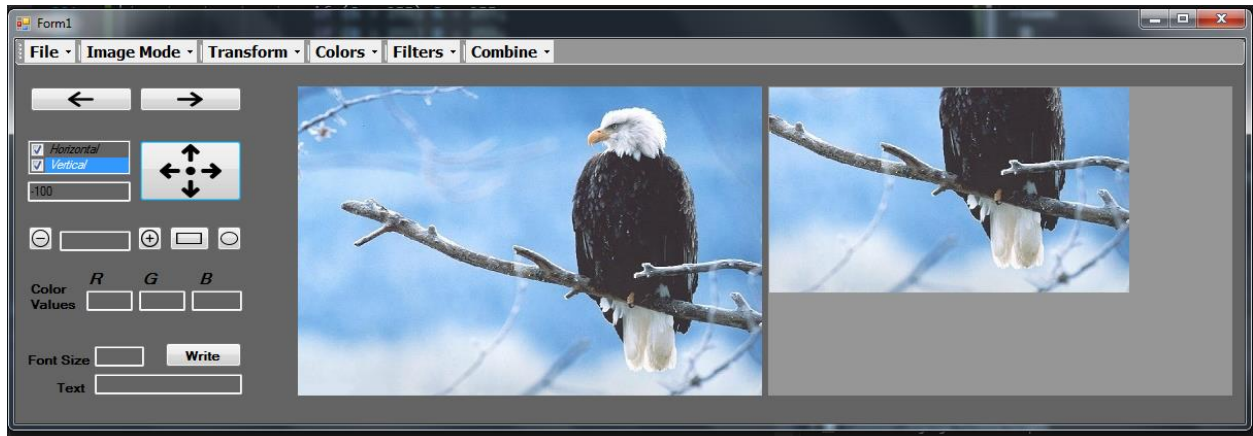 Form1
File Image Mode Transform Colors Filters Combine
Horizontal
Vertical
-100
R G B
Color
Values
Font Size Write
Text